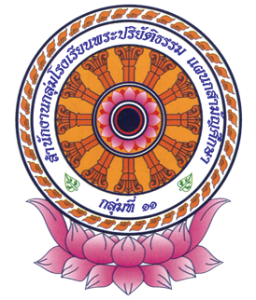 สำนักงานกลุ่มโรงเรียนพระปริยัติธรรม แผนกสามัญศึกษา
กลุ่มที่ ๑๑